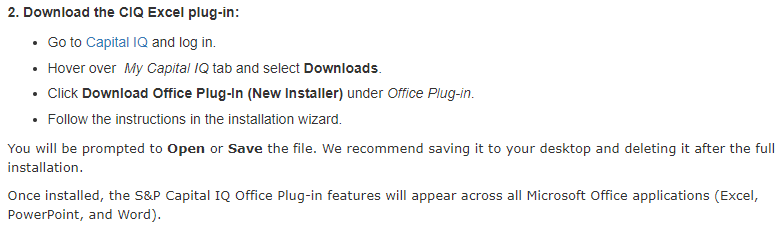 2. Download the CIQ Excel plug-in:
• Go to Capital IQ and log in.
• Hover over My Capital IQ tab and select Downloads.
• Click Download Office Plug-In (New Installer) under Office Plug-in.
• Follow the instructions in the installation wizard.
You will be prompted to Open or Save the file. We recommend saving it to your desktop and deleting it after the full
installation.
Once installed, the S&P Capital IQ Office Plug-in features will appear across all Microsoft Office applications (Excel,
PowerPoint, and Word).